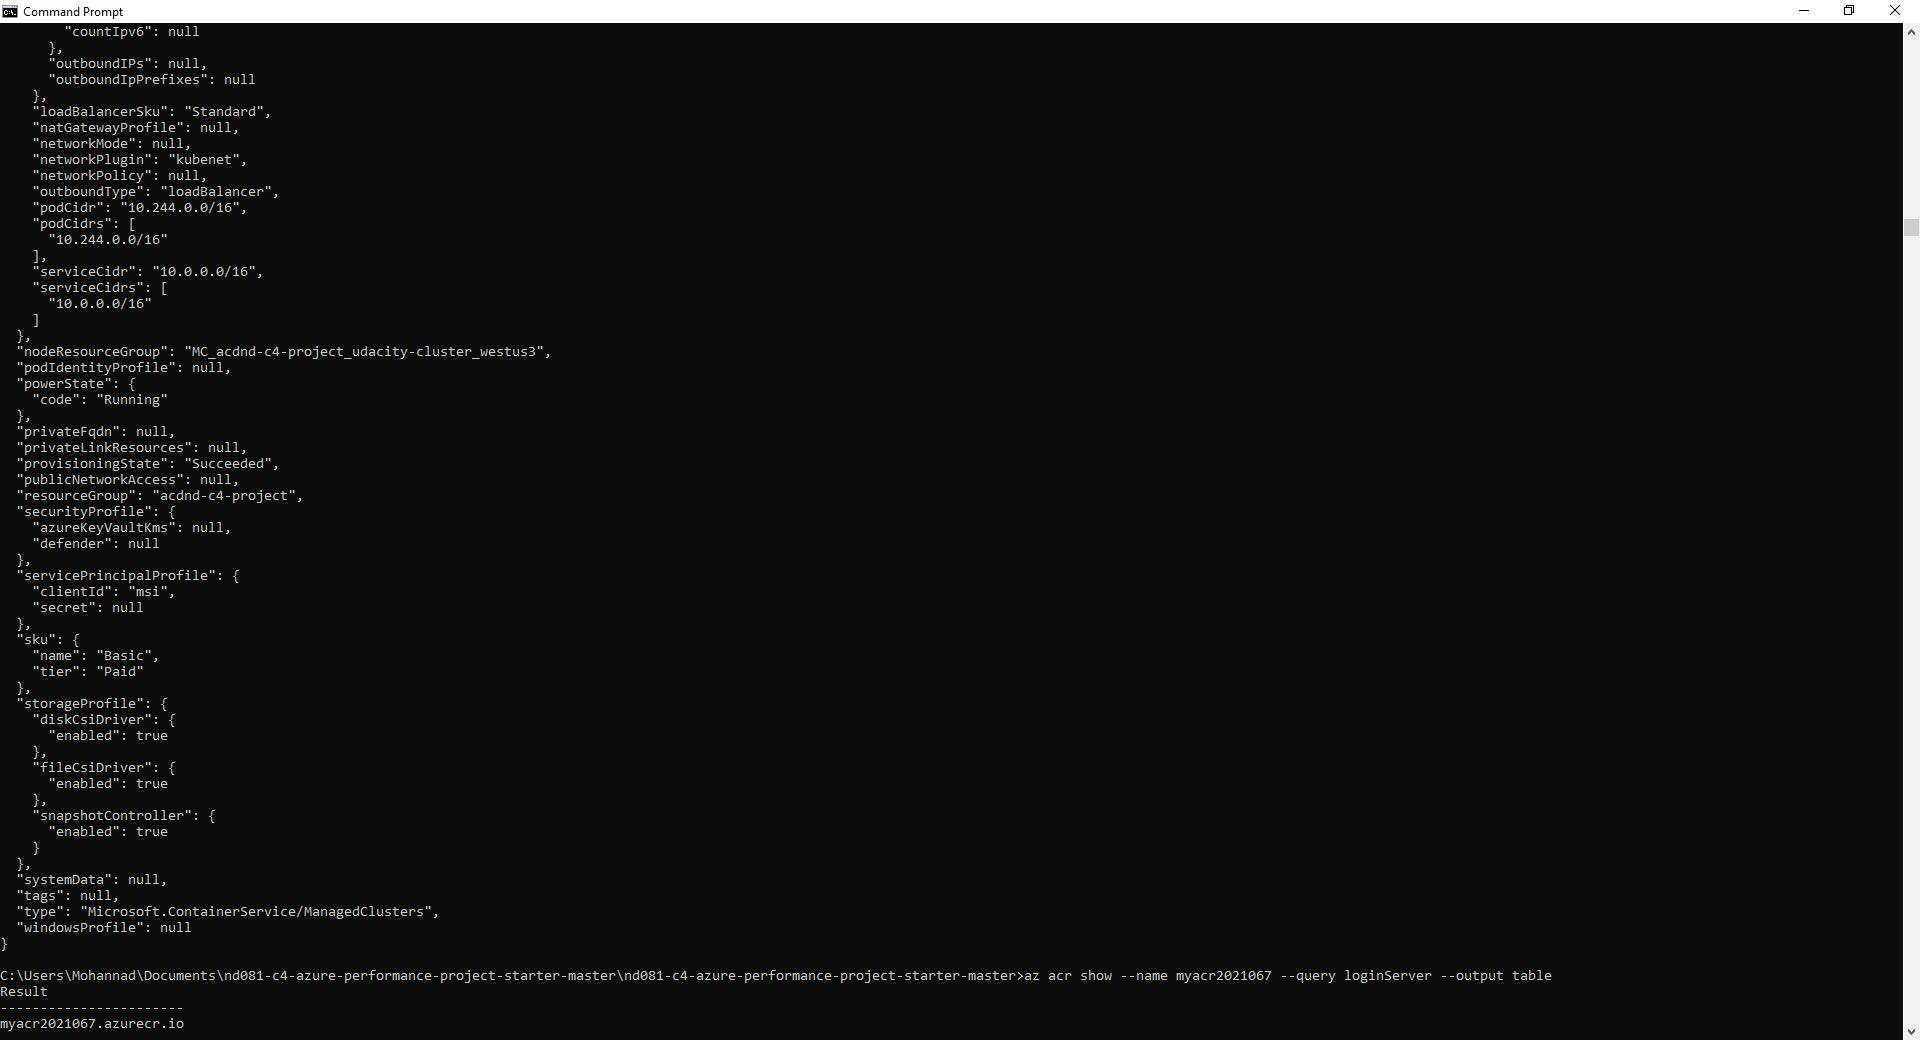 Command Prompt
        "countIpv6": null
      },
      "outboundIPs": null,
      "outboundIpPrefixes": null
    },
    "loadBalancerSku": "Standard",
    "natGatewayProfile": null,
    "networkMode": null,
    "networkPlugin": "kubenet",
    "networkPolicy": null,
    "outboundType": "loadBalancer",
    "podCidr": "10.244.0.0/16",
    "podCidrs": [
      "10.244.0.0/16"
    ],
    "serviceCidr": "10.0.0.0/16",
    "serviceCidrs": [
      "10.0.0.0/16"
    ]
  },
  "nodeResourceGroup": "MC_acdnd-c4-project_udacity-cluster_westus3",
  "podIdentityProfile": null,
  "powerState": {
    "code": "Running"
  },
  "privateFqdn": null,
  "privateLinkResources": null,
  "provisioningState": "Succeeded",
  "publicNetworkAccess": null,
  "resourceGroup": "acdnd-c4-project",
  "securityProfile": {
    "azureKeyVaultKms": null,
    "defender": null
  },
  "servicePrincipalProfile": {
    "clientId": "msi",
    "secret": null
  },
  "sku": {
    "name": "Basic",
    "tier": "Paid"
  },
  "storageProfile": {
    "diskCsiDriver": {
      "enabled": true
    },
    "fileCsiDriver": {
      "enabled": true
    },
    "snapshotController": {
      "enabled": true
    }
  },
  "systemData": null,
  "tags": null,
  "type": "Microsoft.ContainerService/ManagedClusters",
  "windowsProfile": null
}
C:\Users\Mohannad\Documents\nd081-c4-azure-performance-project-starter-master\nd081-c4-azure-performance-project-starter-master>az acr show --name myacr2021067 --query loginServer --output table
Result
-----------------------
myacr2021067.azurecr.io